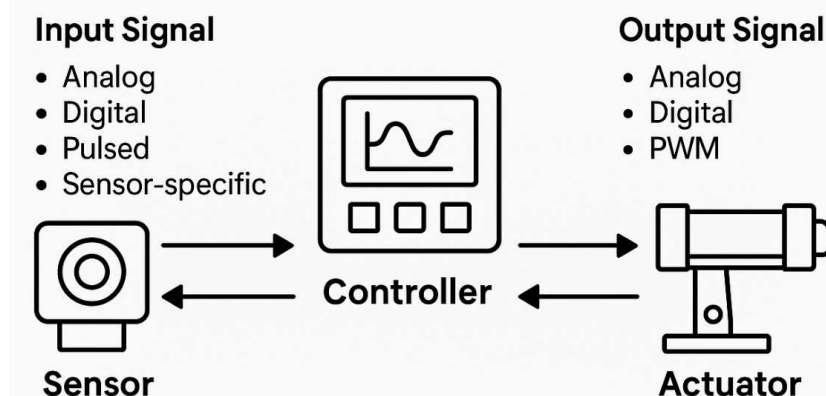 Input Signal
• Analog
• Digital
• Pulsed
• Sensor-specific
Output Signal
• Analog
• Digital
• PWM
Controller
Sensor
Actuator